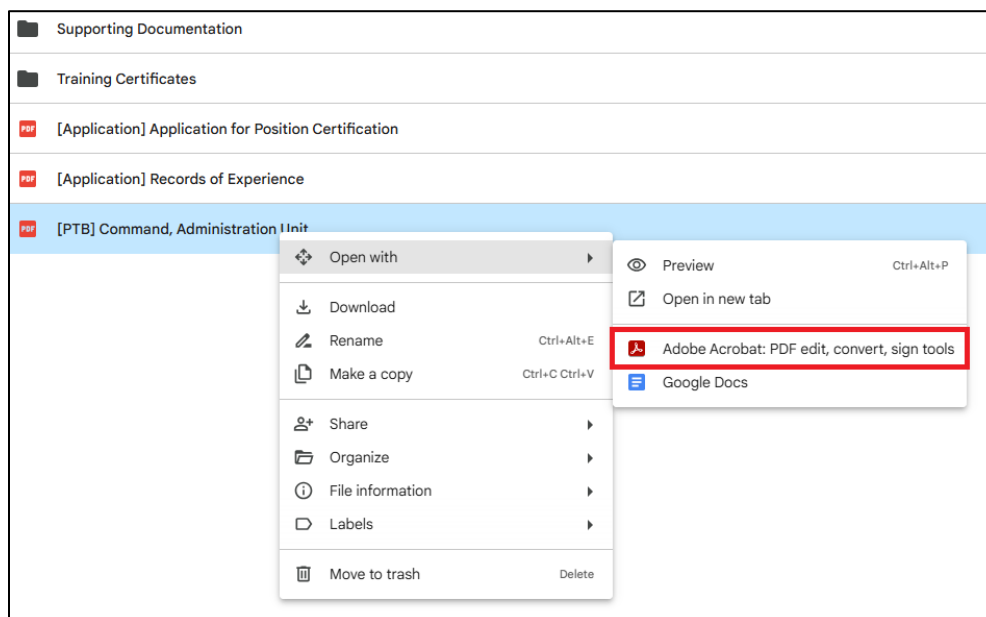 Supporting Documentation
Training Certificates
PDF [Application] Application for Position Certification
PDF [Application] Records of Experience
PDF [PTB] Command, Administration Unit
Open with
Download
Rename Ctrl+Alt+E
Make a copy Ctrl+C Ctrl+V
Share
Organize
File information
Labels
Move to trash Delete
Preview Ctrl+Alt+P
Open in new tab
Adobe Acrobat: PDF edit, convert, sign tools
Google Docs